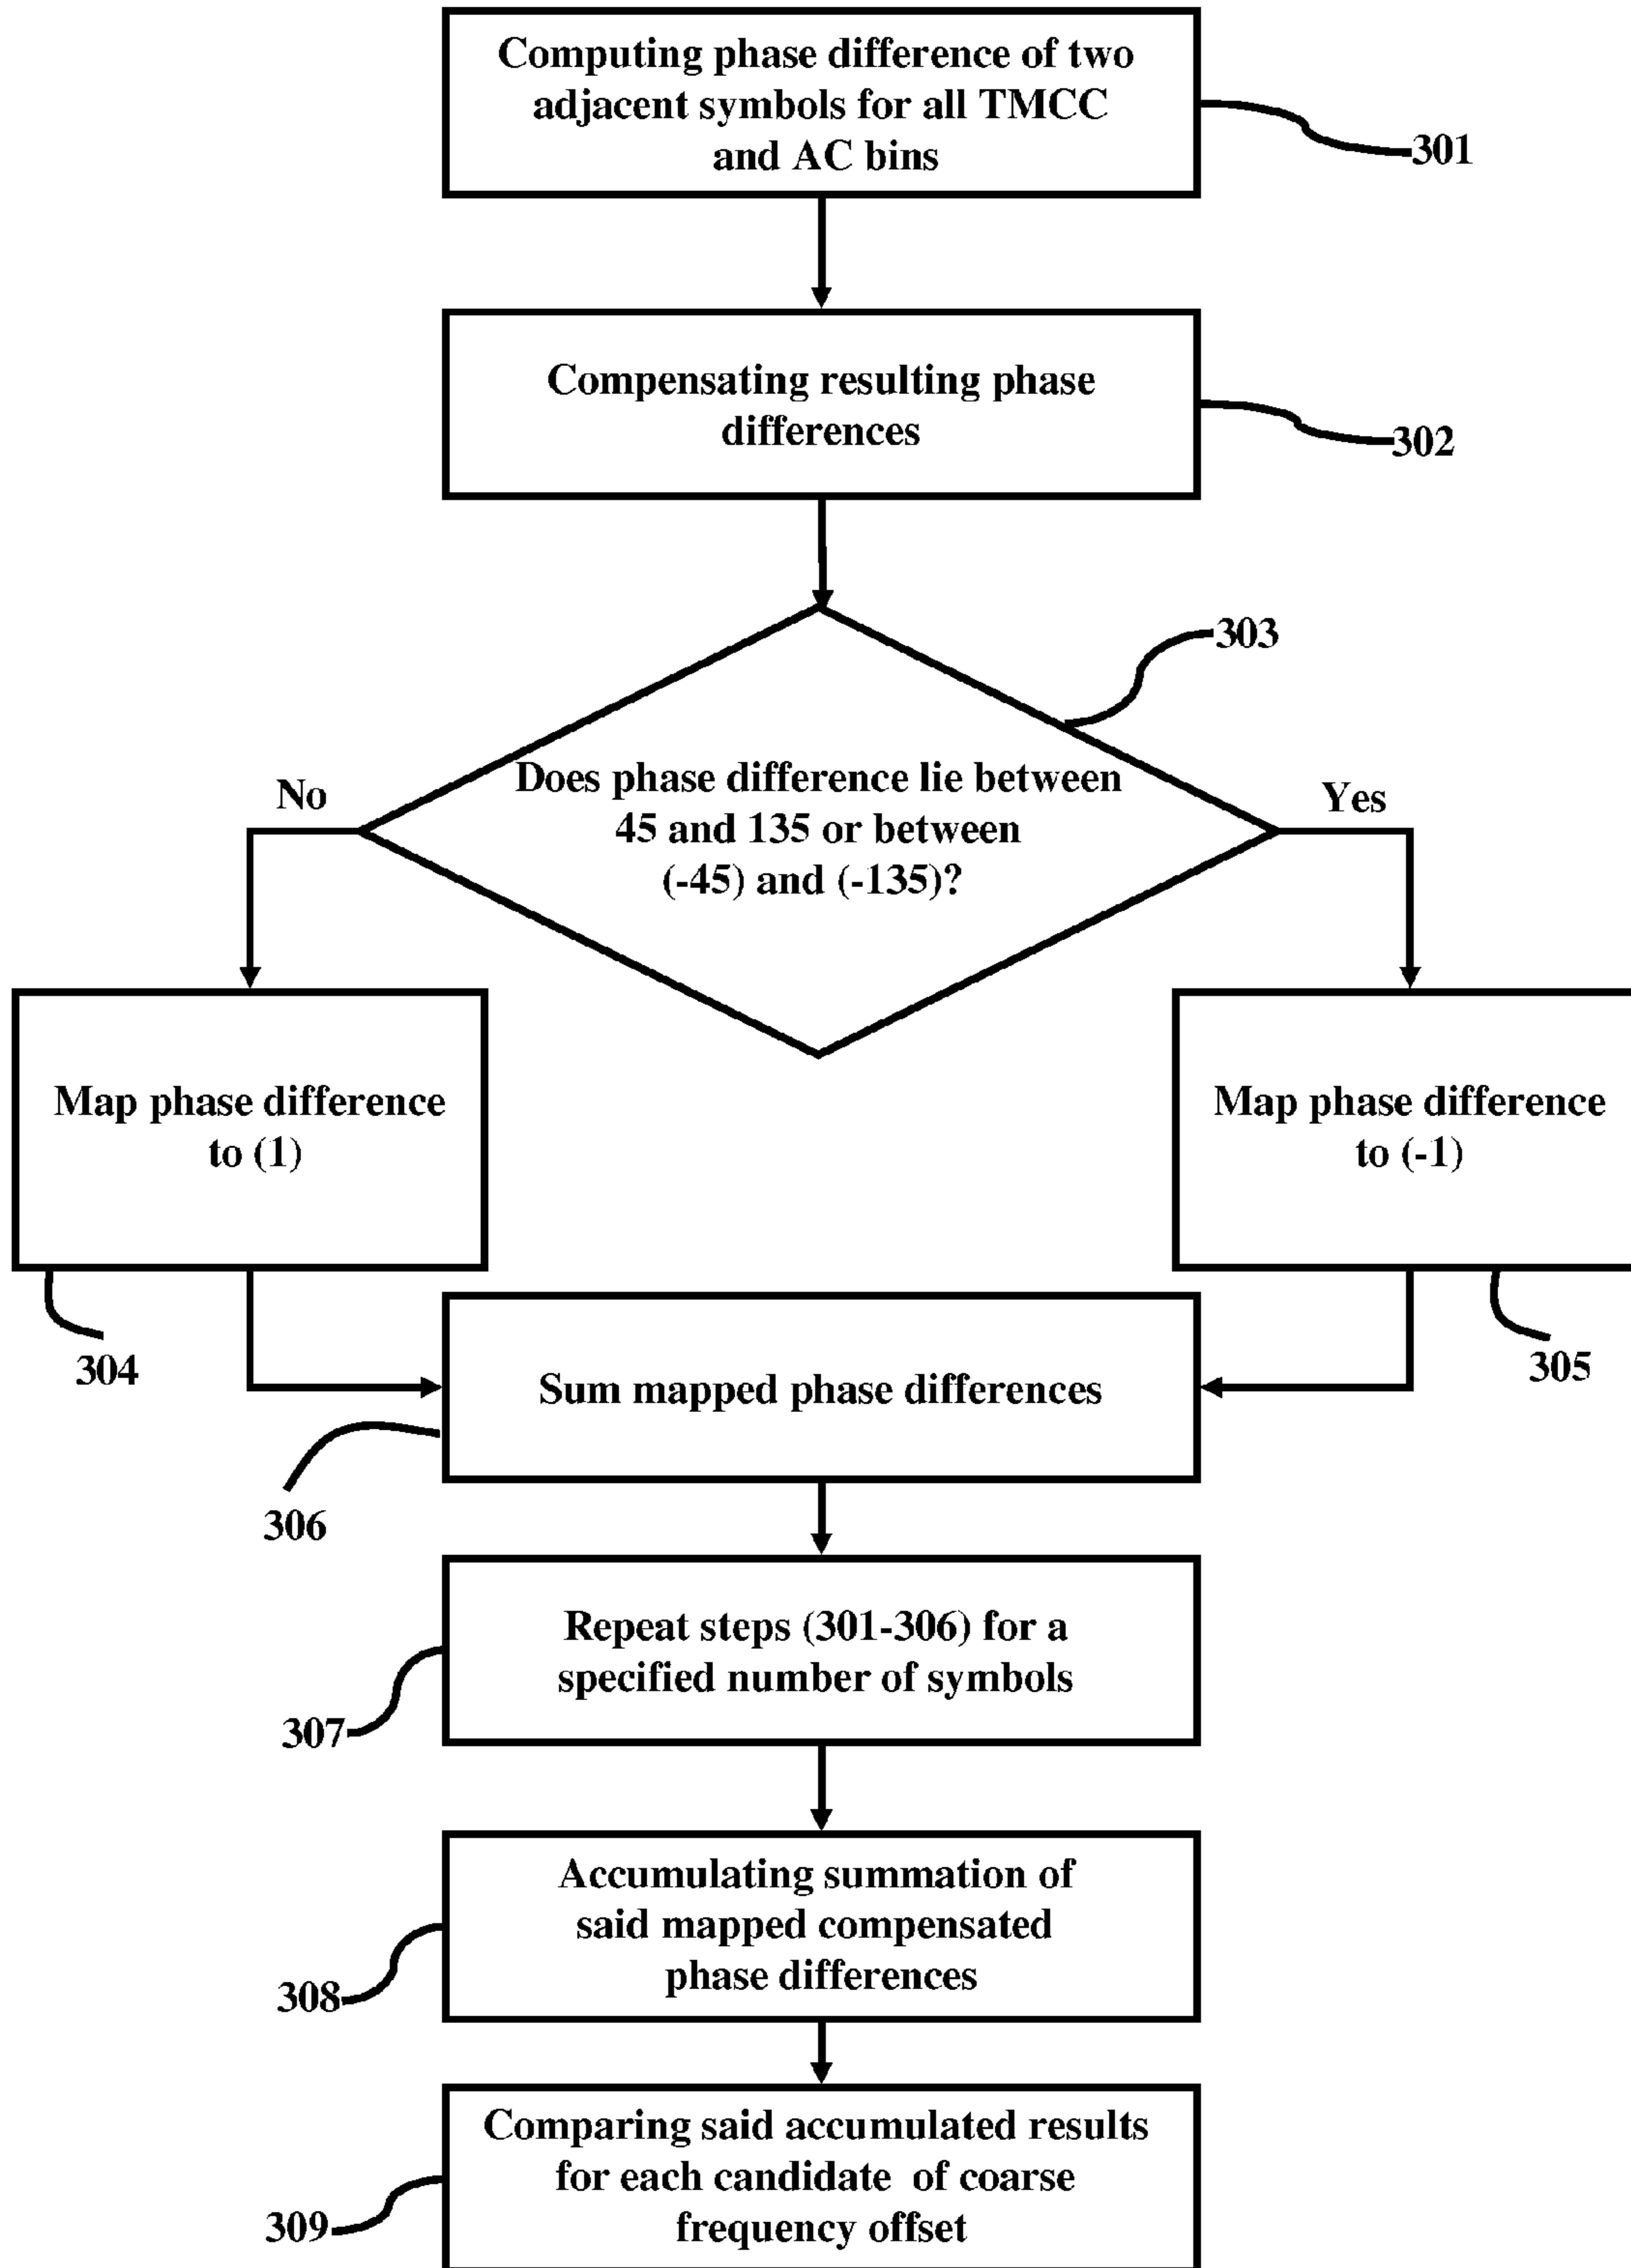 Computing phase difference of two
adjacent symbols for all TMCC
and AC bins
301
Compensating resulting phase
differences
302
303
Does phase difference lie between
45 and 135 or between
(-45) and (-135)?
No
Yes
Map phase difference
to (1)
Map phase difference
to (-1)
304
305
Sum mapped phase differences
306
Repeat steps (301-306) for a
specified number of symbols
307
Accumulating summation of
said mapped compensated
phase differences
308
Comparing said accumulated results
for each candidate of coarse
frequency offset
309